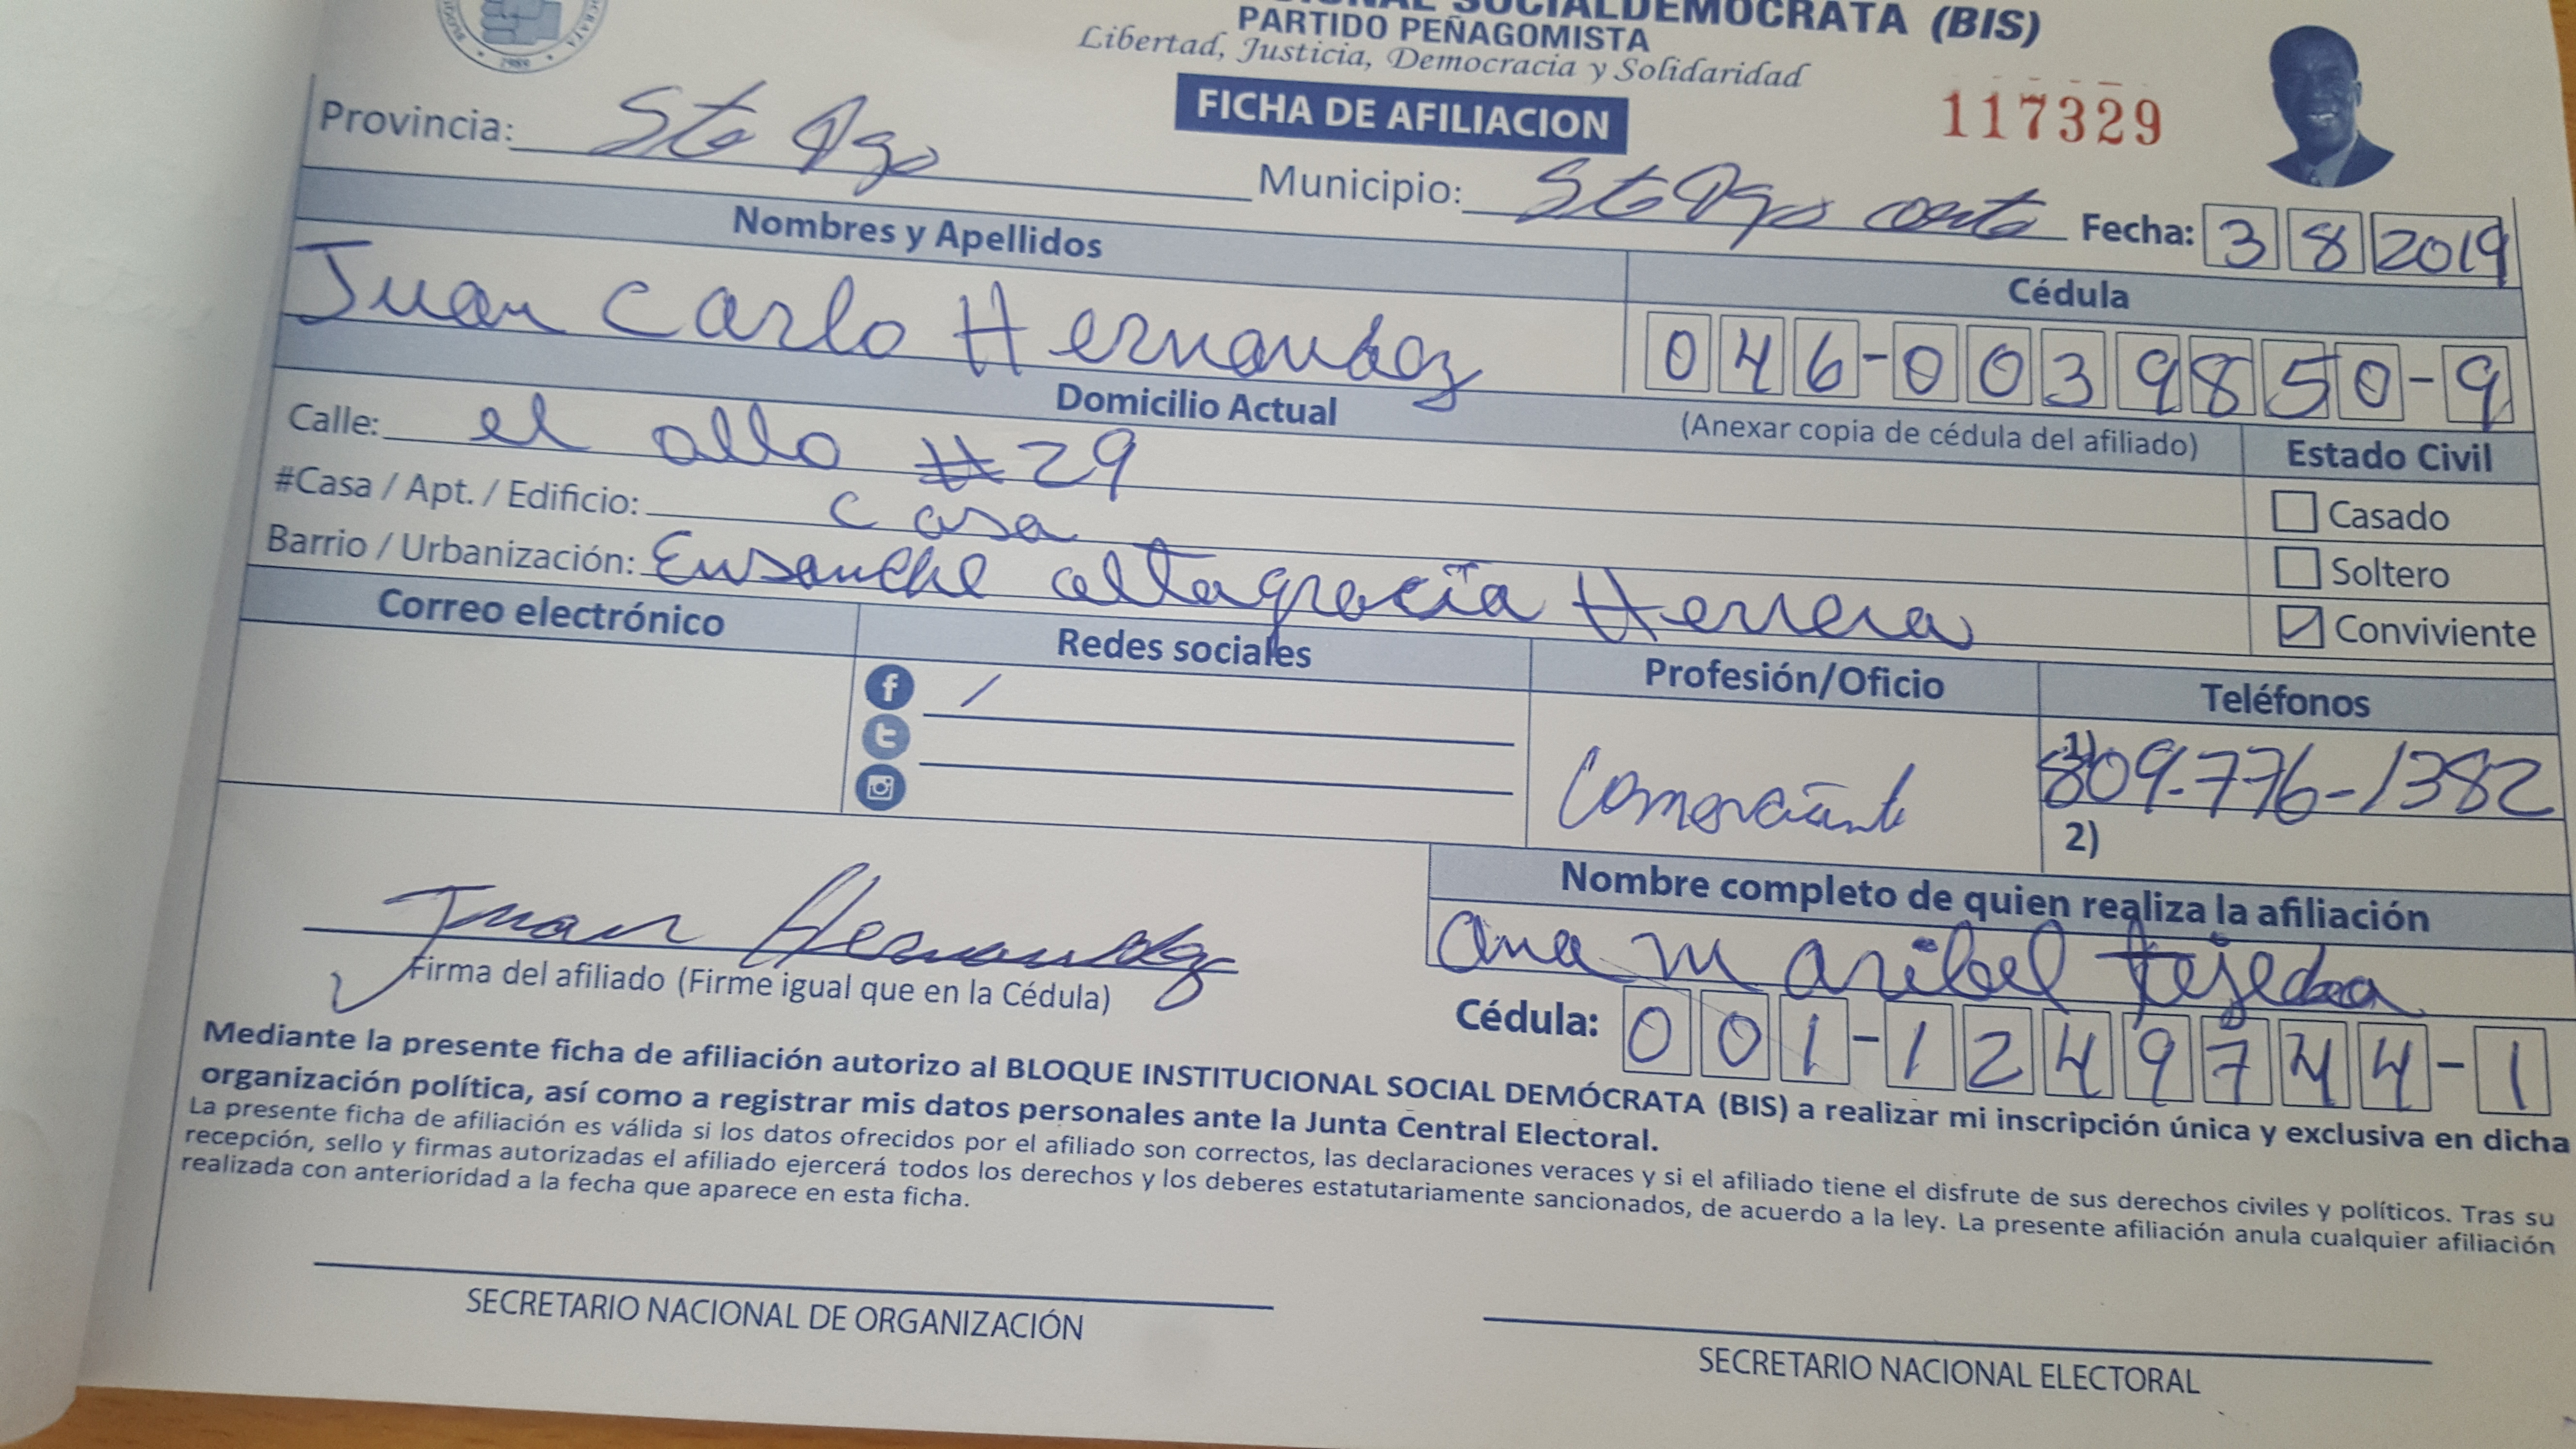 SOCIALDEMOCRATA (BIS)
PARTIDO PEÑAGOMISTA
Libertad, Justicia, Democracia y Solidaridad
1989
FICHA DE AFILIACION
117329
Provincia: Sto Dgo
Municipio: Sto Dgo Fecha: 3 8 2019
Nombres y Apellidos
Cédula
Juan Carlo Hernandez
046-0039850-9
Domicilio Actual
(Anexar copia de cédula del afiliado)
Estado Civil
Calle: el #29
Casado
#Casa / Apt. / Edificio: casa
Soltero
Barrio / Urbanización: Ensanche altagracia Herrera
Conviviente
Correo electrónico
Redes sociales
Profesión/Oficio
Teléfonos
Comerciante
1) 809-776-1382
2)
Juan Hernandez
Firma del afiliado (Firme igual que en la Cédula)
Nombre completo de quien realiza la afiliación
ana Maribel tejeda
Cédula: 001-1249744-1
Mediante la presente ficha de afiliación autorizo al BLOQUE INSTITUCIONAL SOCIAL DEMÓCRATA (BIS) a realizar mi inscripción única y exclusiva en dicha
organización política, así como a registrar mis datos personales ante la Junta Central Electoral.
La presente ficha de afiliación es válida si los datos ofrecidos por el afiliado son correctos, las declaraciones veraces y si el afiliado tiene el disfrute de sus derechos civiles y políticos. Tras su
recepción, sello y firmas autorizadas el afiliado ejercerá todos los derechos y los deberes estatutariamente sancionados, de acuerdo a la ley. La presente afiliación anula cualquier afiliación
realizada con anterioridad a la fecha que aparece en esta ficha.
SECRETARIO NACIONAL DE ORGANIZACIÓN
SECRETARIO NACIONAL ELECTORAL